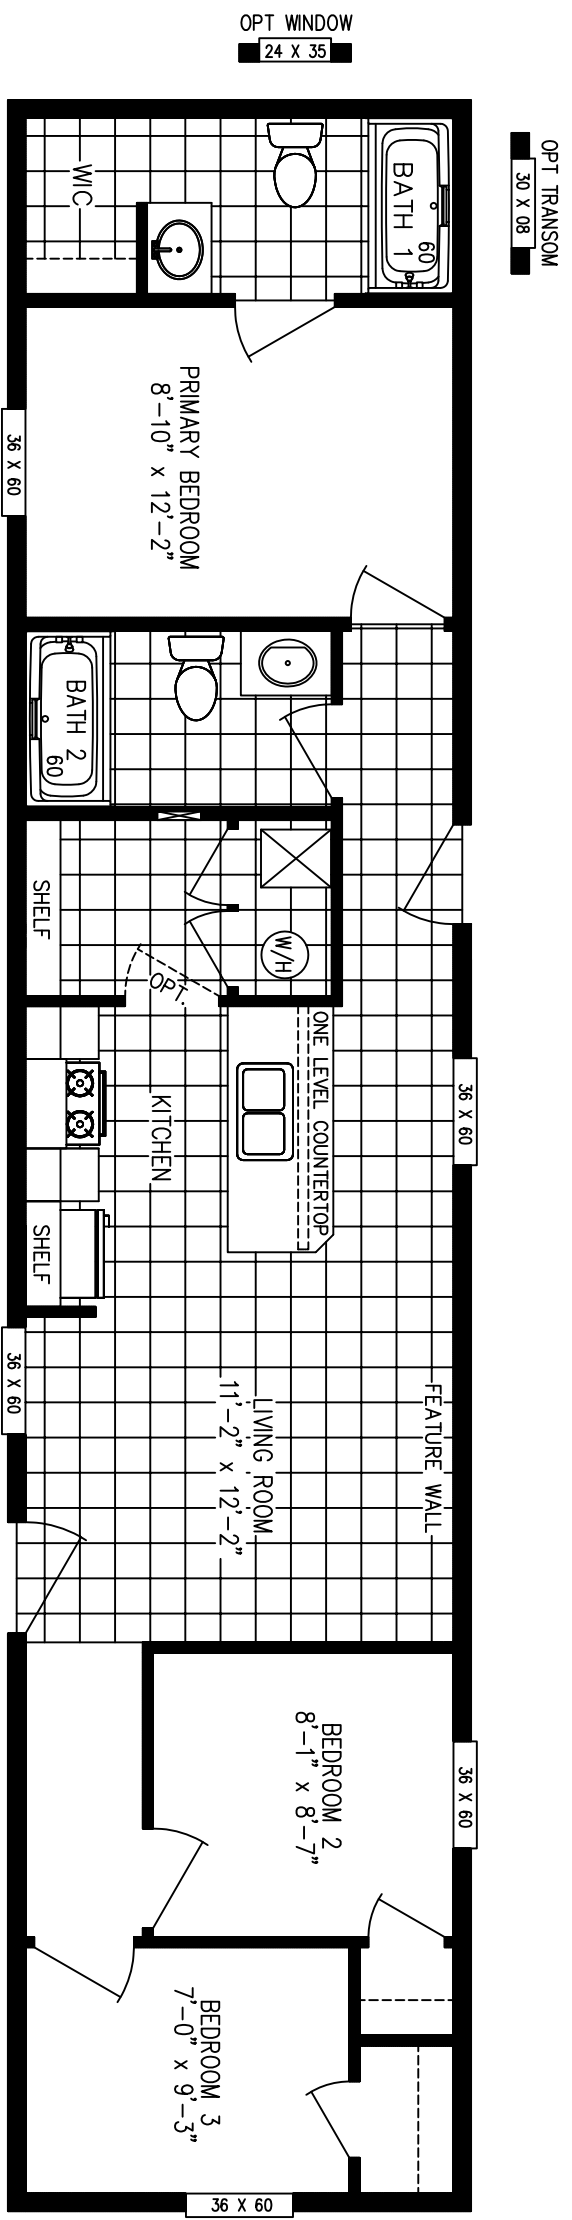 OPT WINDOW
24 X 35
OPT TRANSOM
30 X 08
WIC
BATH 1
60
PRIMARY BEDROOM
8'-10" x 12'-2"
36 X 60
BATH 2
60
SHELF
W/H
OPT.
ONE LEVEL COUNTERTOP
36 X 60
KITCHEN
SHELF
36 X 60
FEATURE WALL
LIVING ROOM
11'-2" x 12'-2"
BEDROOM 2
8'-1" x 8'-7"
36 X 60
BEDROOM 3
7'-0" x 9'-3"
36 X 60